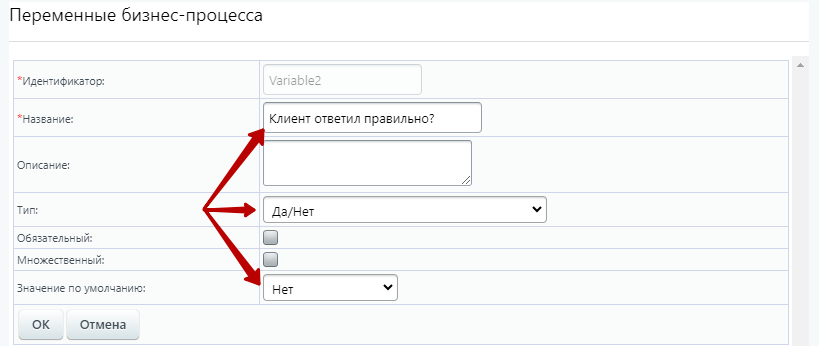 Переменные бизнес-процесса
*Идентификатор: Variable2
*Название: Клиент ответил правильно?
Описание:
Тип: Да/Нет
Обязательный:
Множественный:
Значение по умолчанию: Нет
ОК Отмена